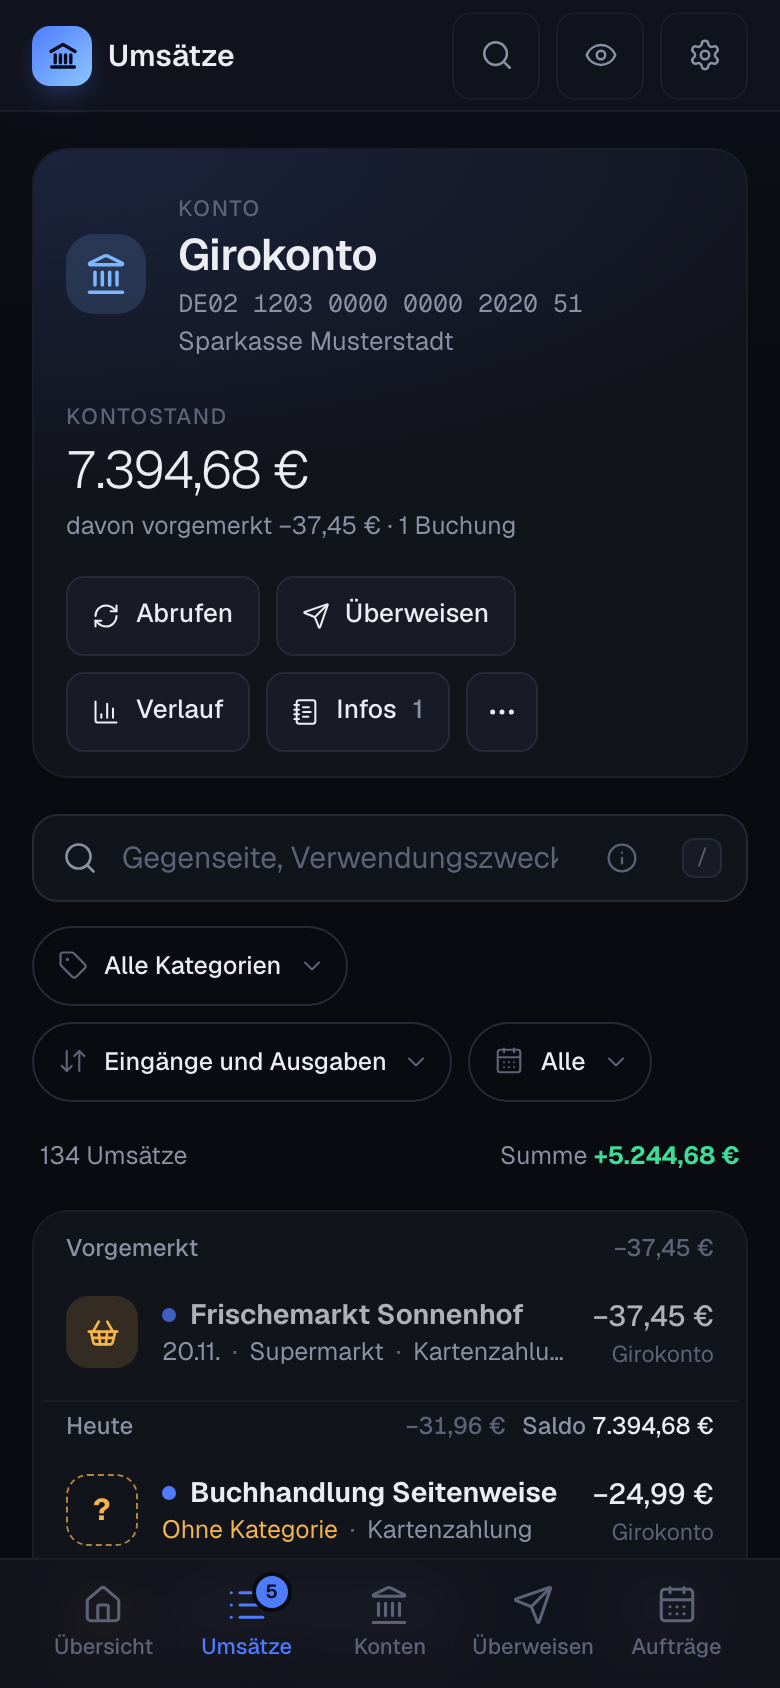 Umsätze
KONTO
Girokonto
DE02 1203 0000 0000 2020 51
Sparkasse Musterstadt
KONTOSTAND
7.394,68 €
davon vorgemerkt −37,45 € · 1 Buchung
Abrufen
Überweisen
Verlauf
Infos 1
Gegenseite, Verwendungszweck
/
Alle Kategorien
Eingänge und Ausgaben
Alle
134 Umsätze
Summe +5.244,68 €
Vorgemerkt
−37,45 €
Frischemarkt Sonnenhof
−37,45 €
20.11. · Supermarkt · Kartenzahlu...
Girokonto
Heute
−31,96 € Saldo 7.394,68 €
?
Buchhandlung Seitenweise
−24,99 €
Ohne Kategorie · Kartenzahlung
Girokonto
5
Übersicht
Umsätze
Konten
Überweisen
Aufträge